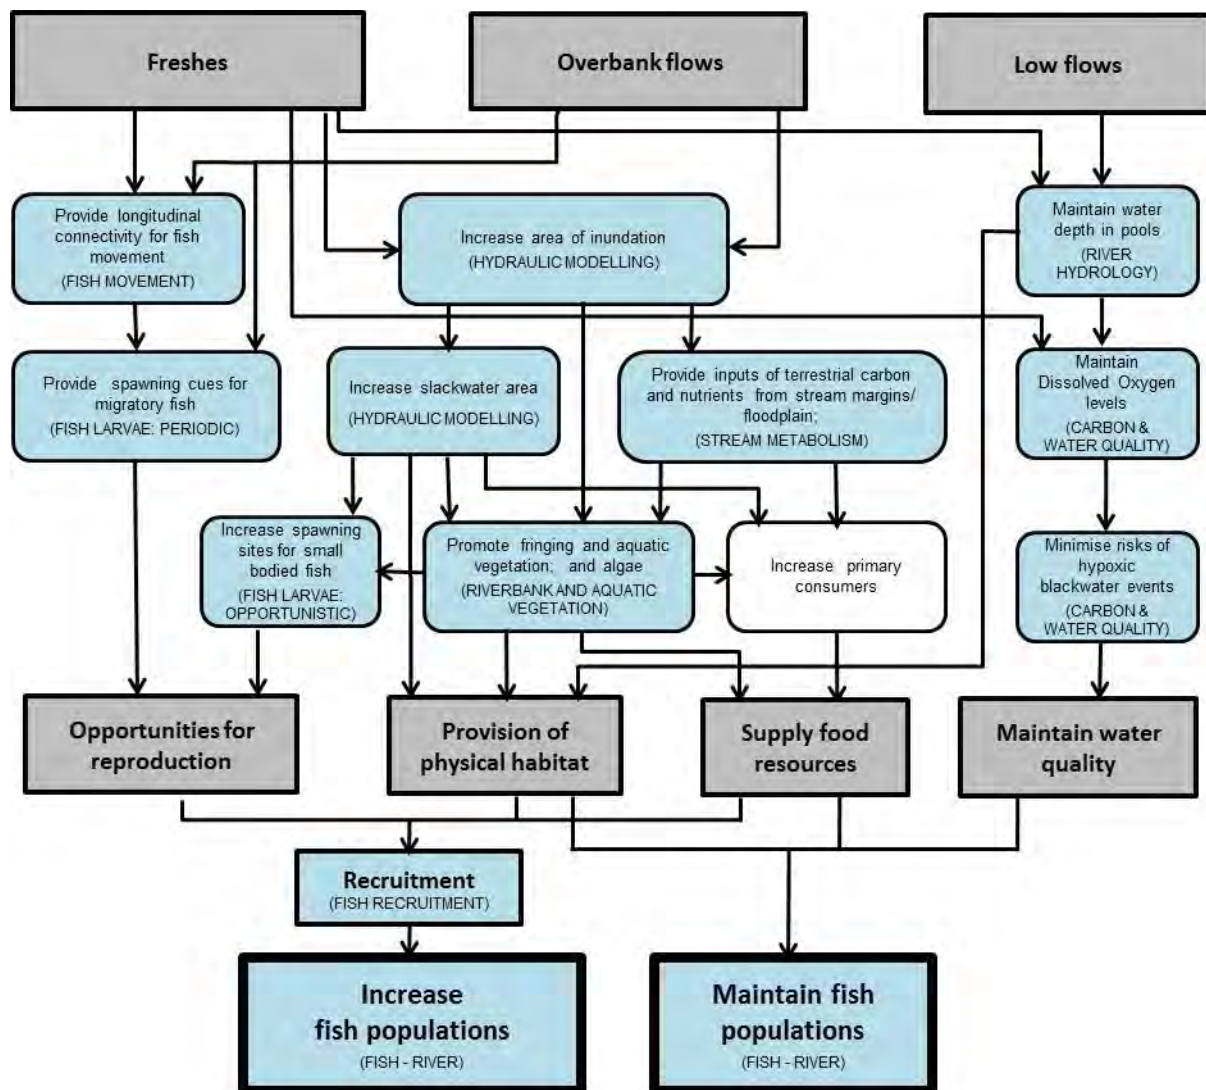 Freshes
Overbank flows
Low flows
Provide longitudinal
connectivity for fish
movement
(FISH MOVEMENT)
Increase area of inundation
(HYDRAULIC MODELLING)
Maintain water
depth in pools
(RIVER
HYDROLOGY)
Provide spawning cues for
migratory fish
(FISH LARVAE: PERIODIC)
Increase slackwater area
(HYDRAULIC MODELLING)
Provide inputs of terrestrial carbon
and nutrients from stream margins/
floodplain;
(STREAM METABOLISM)
Maintain
Dissolved Oxygen
levels
(CARBON &
WATER QUALITY)
Increase spawning
sites for small
bodied fish
(FISH LARVAE:
OPPORTUNISTIC)
Promote fringing and aquatic
vegetation; and algae
(RIVERBANK AND AQUATIC
VEGETATION)
Increase primary
consumers
Minimise risks of
hypoxic
blackwater events
(CARBON &
WATER QUALITY)
Opportunities for
reproduction
Provision of
physical habitat
Supply food
resources
Maintain water
quality
Recruitment
(FISH RECRUITMENT)
Increase
fish populations
(FISH - RIVER)
Maintain fish
populations
(FISH - RIVER)